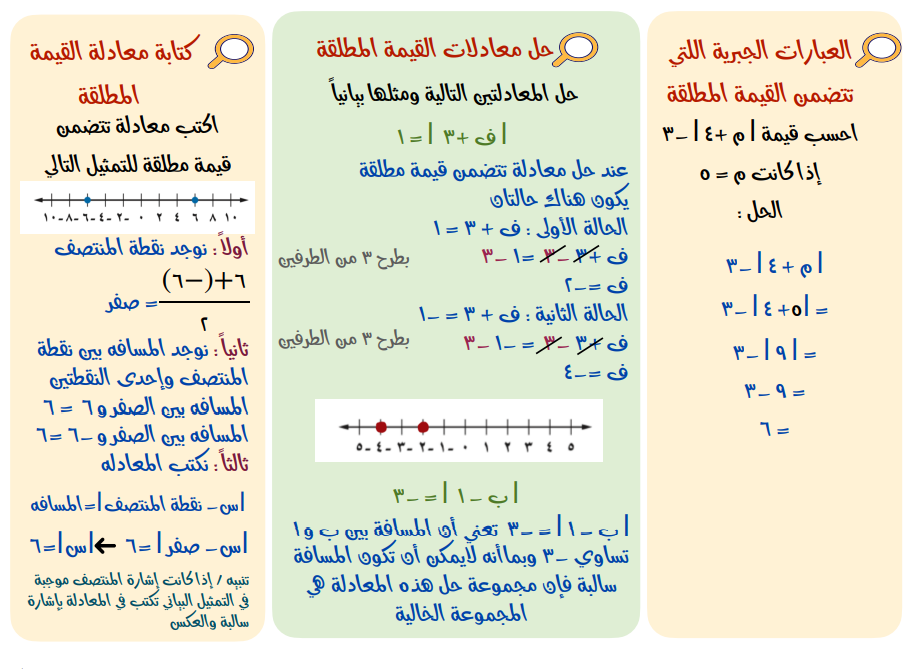 العبارات الجبرية اللتي
تتضمن القيمة المطلقة
احسب قيمة |م +٤ | –٣
إذا كانت م = ٥
الحل :
|م + ٤ | –٣
= |٥+ ٤ | –٣
= | ٩ | –٣
= ٩ –٣
= ٦
حل معادلات القيمة المطلقة
حل المعادلتين التالية ومثلها بيانياً
| ف +٣ | = ١
عند حل معادلة تتضمن قيمة مطلقة
يكون هناك حالتان
الحالة الأولى : ف + ٣ = ١
ف +٣ –٣ =١ –٣ بطرح ٣ من الطرفين
ف =–٢
الحالة الثانية : ف + ٣ = –١
ف +٣ –٣ = –١ –٣ بطرح ٣ من الطرفين
ف =–٤
٥- ٤- ٣- ٢- ١- ٠ ١ ٢ ٣ ٤ ٥
|ب –١ | = –٣
|ب –١ | = –٣ تعني أن المسافة بين ب و١
تساوي –٣ وبماأنه لايمكن أن تكون المسافة
سالبة فإن مجموعة حل هذه المعادلة هي
المجموعة الخالية
كتابة معادلة القيمة
المطلقة
اكتب معادلة تتضمن
قيمة مطلقة للتمثيل التالي
١٠- ٨- ٦- ٤- ٢- ٠ ٢ ٤ ٦ ٨ ١٠
أولاً : نوجد نقطة المنتصف
٦+(–٦)
= صفر
٢
ثانياً : نوجد المسافه بين نقطة
المنتصف وإحدى النقطتين
المسافه بين الصفر و ٦ = ٦
المسافه بين الصفر و –٦ =٦
ثالثاً : نكتب المعادله
|س – نقطة المنتصف |= المسافه
|س – صفر | =٦ ← |س |=٦
تنبيه / إذا كانت إشارة المنتصف موجبة
في التمثيل البياني تكتب في المعادلة بإشارة
سالبة والعكس